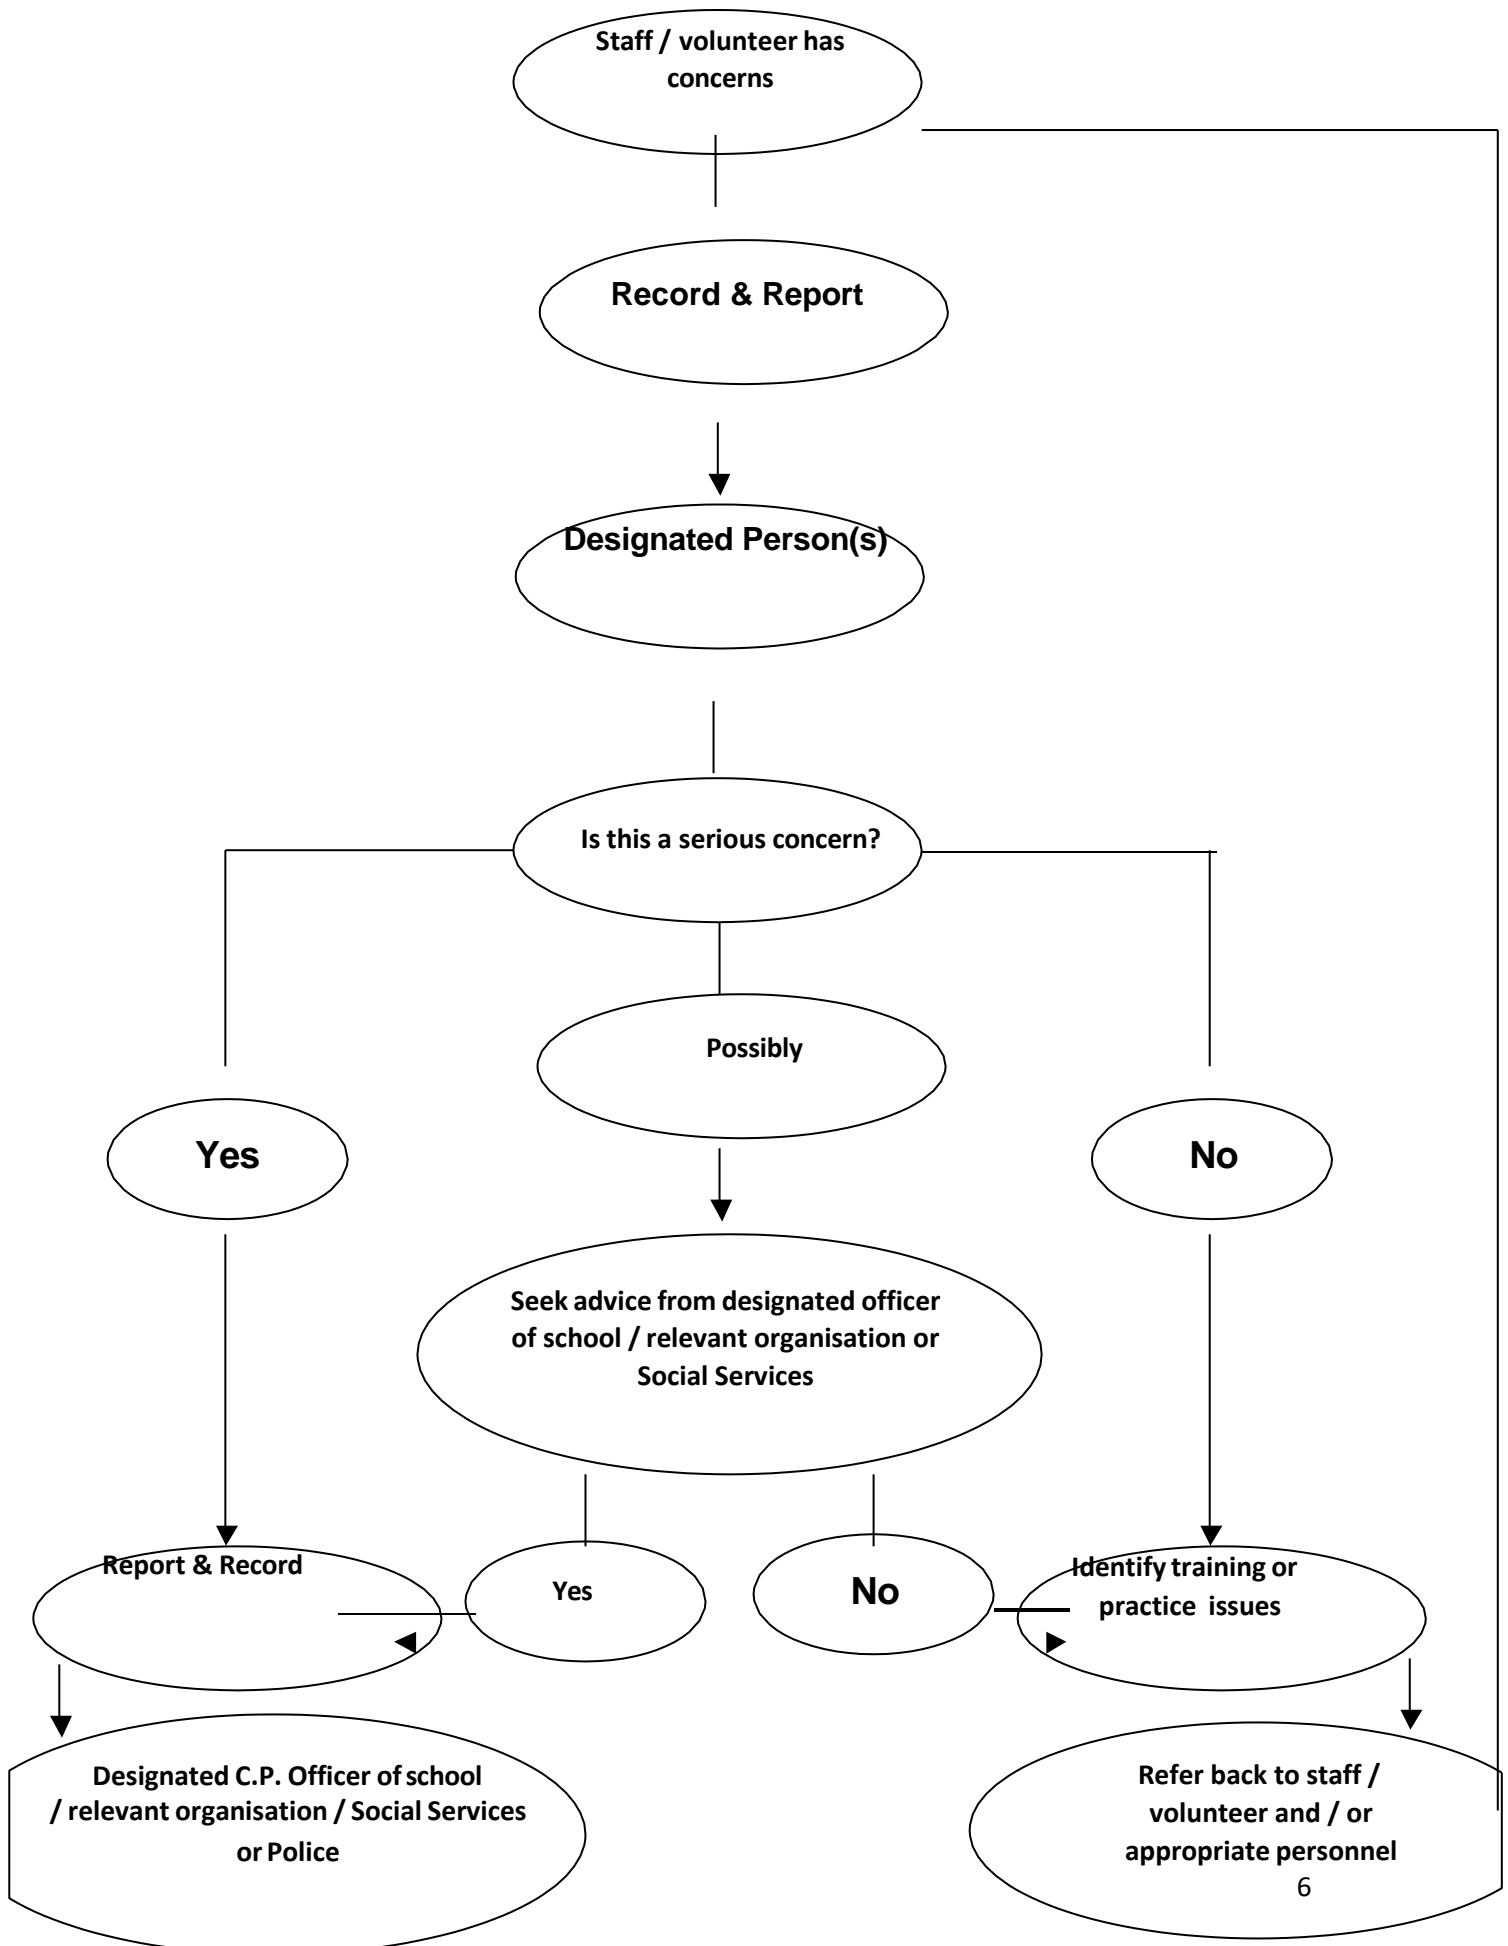 Staff / volunteer has
concerns
Record & Report
Designated Person(s)
Is this a serious concern?
Possibly
Yes
No
Seek advice from designated officer
of school / relevant organisation or
Social Services
Report & Record
Yes
No
Identify training or
practice issues
Designated C.P. Officer of school
/ relevant organisation / Social Services
or Police
Refer back to staff /
volunteer and / or
appropriate personnel
6